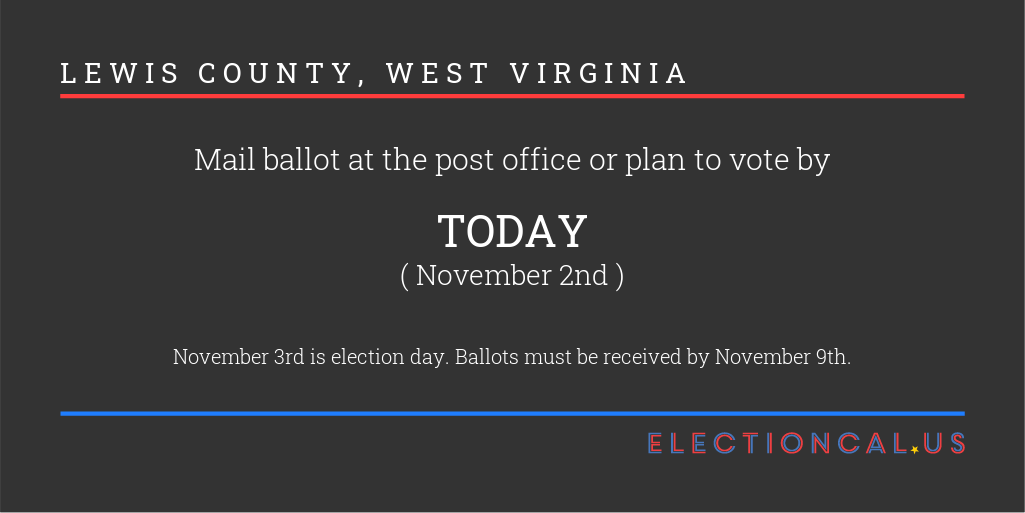 LEWIS COUNTY, WEST VIRGINIA
Mail ballot at the post office or plan to vote by
TODAY
( November 2nd )
November 3rd is election day. Ballots must be received by November 9th.
ELECTIONCAL.US